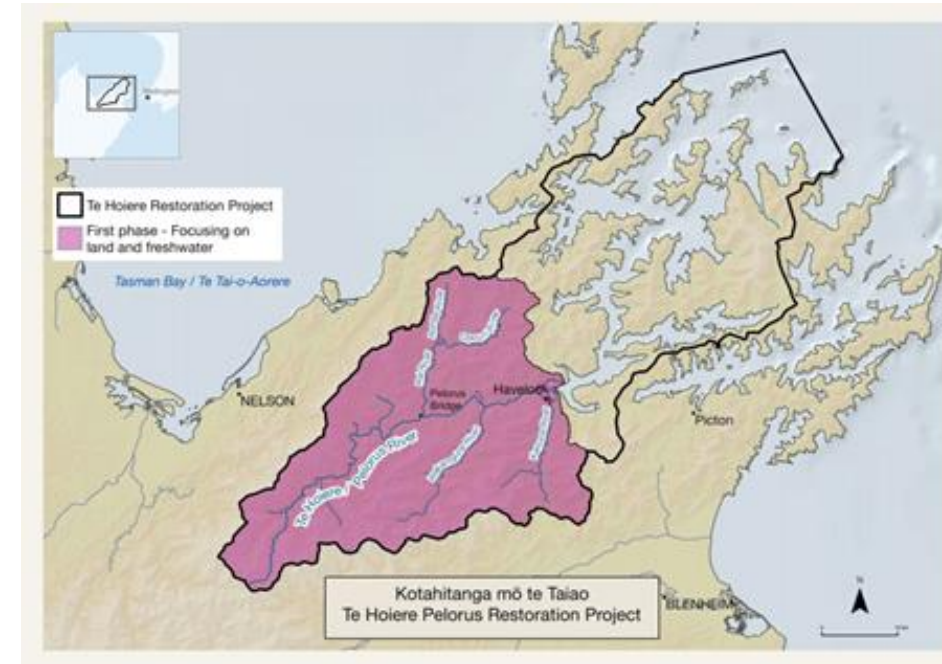 Te Hoiere Restoration Project
First phase - Focusing on
land and freshwater
Tasman Bay / Te Tai-o-Aorere
NELSON
Pelorus
Bridge
Havelock
Picton
Te Hoiere / Pelorus River
Kotahitanga mō te Taiao
Te Hoiere Pelorus Restoration Project
BLENHEIM
N